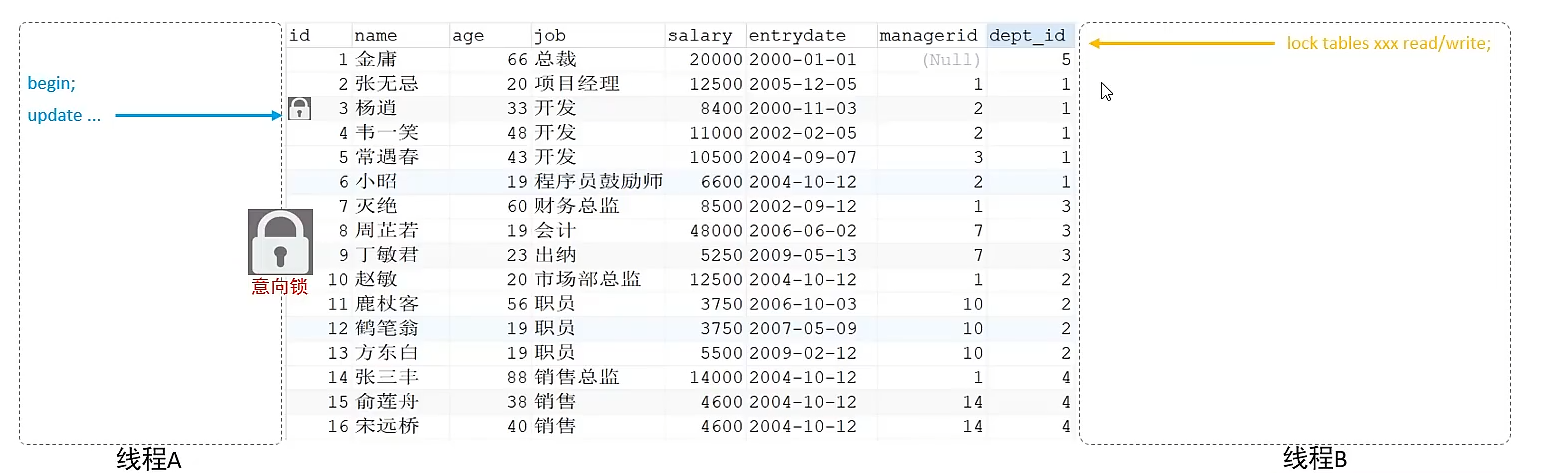 id name age job salary entrydate managerid dept_id
lock tables xxx read/write;
1 金庸 66 总裁 20000 2000-01-01 (Null) 5
begin;
2 张无忌 20 项目经理 12500 2005-12-05 1 1
update ...
3 杨逍 33 开发 8400 2000-11-03 2 1
4 韦一笑 48 开发 11000 2002-02-05 2 1
5 常遇春 43 开发 10500 2004-09-07 3 1
6 小昭 19 程序员鼓励师 6600 2004-10-12 2 1
7 灭绝 60 财务总监 8500 2002-09-12 1 3
8 周芷若 19 会计 48000 2006-06-02 7 3
9 丁敏君 23 出纳 5250 2009-05-13 7 3
意向锁
10 赵敏 20 市场部总监 12500 2004-10-12 1 2
11 鹿杖客 56 职员 3750 2006-10-03 10 2
12 鹤笔翁 19 职员 3750 2007-05-09 10 2
13 方东白 19 职员 5500 2009-02-12 10 2
14 张三丰 88 销售总监 14000 2004-10-12 1 4
15 俞莲舟 38 销售 4600 2004-10-12 14 4
16 宋远桥 40 销售 4600 2004-10-12 14 4
线程A
线程B